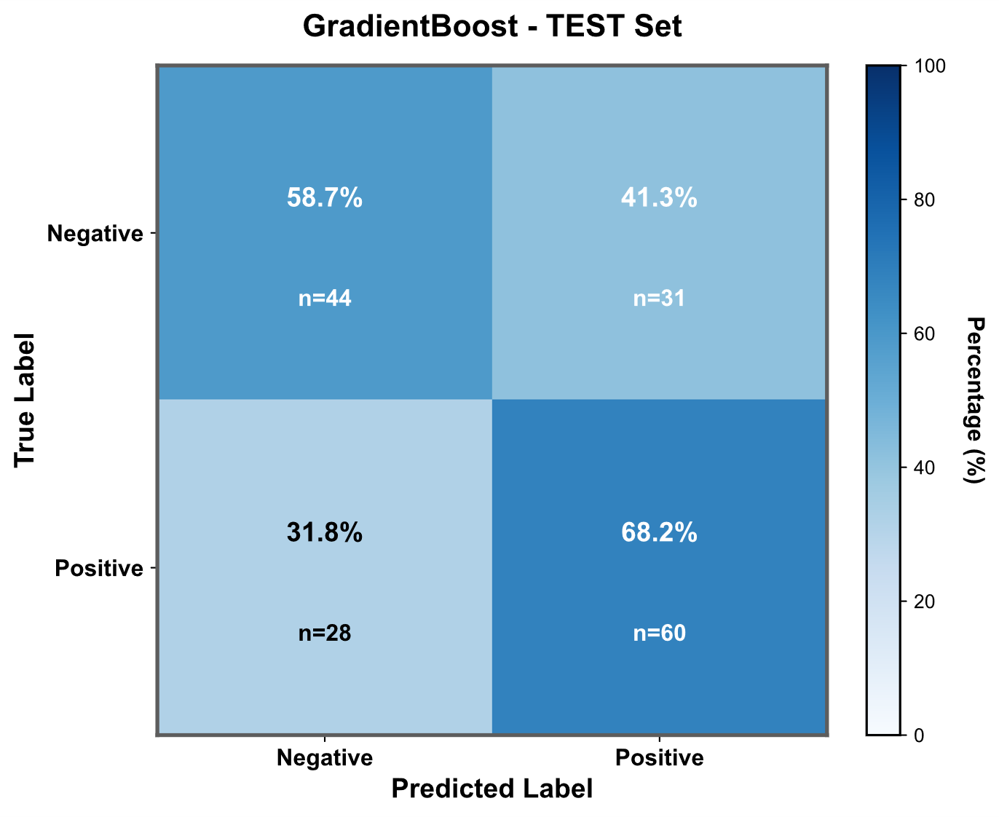 GradientBoost - TEST Set
58.7%
41.3%
n=44
n=31
31.8%
68.2%
n=28
n=60
Negative
Positive
True Label
Negative
Positive
Predicted Label
100
80
60
40
20
0
Percentage (%)